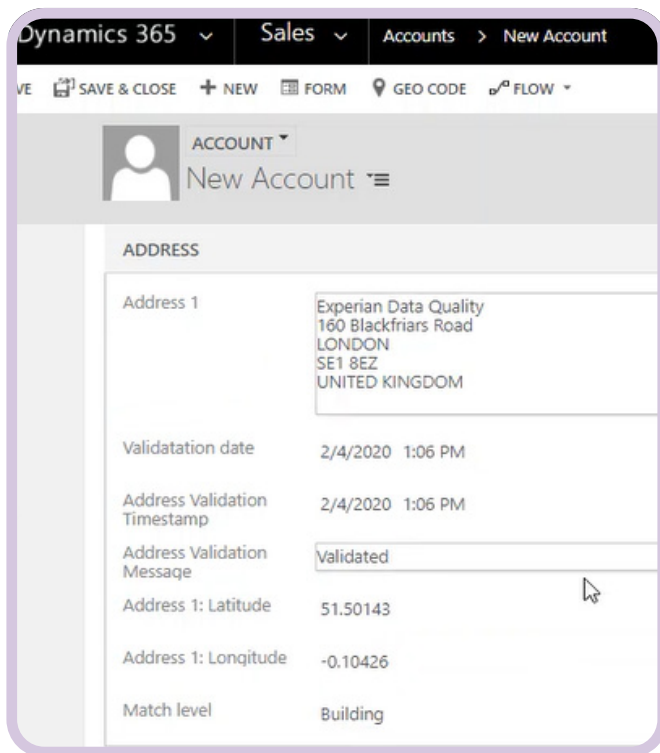 Dynamics 365 Sales Accounts > New Account
VE SAVE & CLOSE + NEW FORM GEO CODE FLOW
ACCOUNT
New Account
ADDRESS
Address 1
Experian Data Quality
160 Blackfriars Road
LONDON
SE1 8EZ
UNITED KINGDOM
Validatation date 2/4/2020 1:06 PM
Address Validation
Timestamp
2/4/2020 1:06 PM
Address Validation
Message
Validated
Address 1: Latitude 51.50143
Address 1: Longitude -0.10426
Match level Building